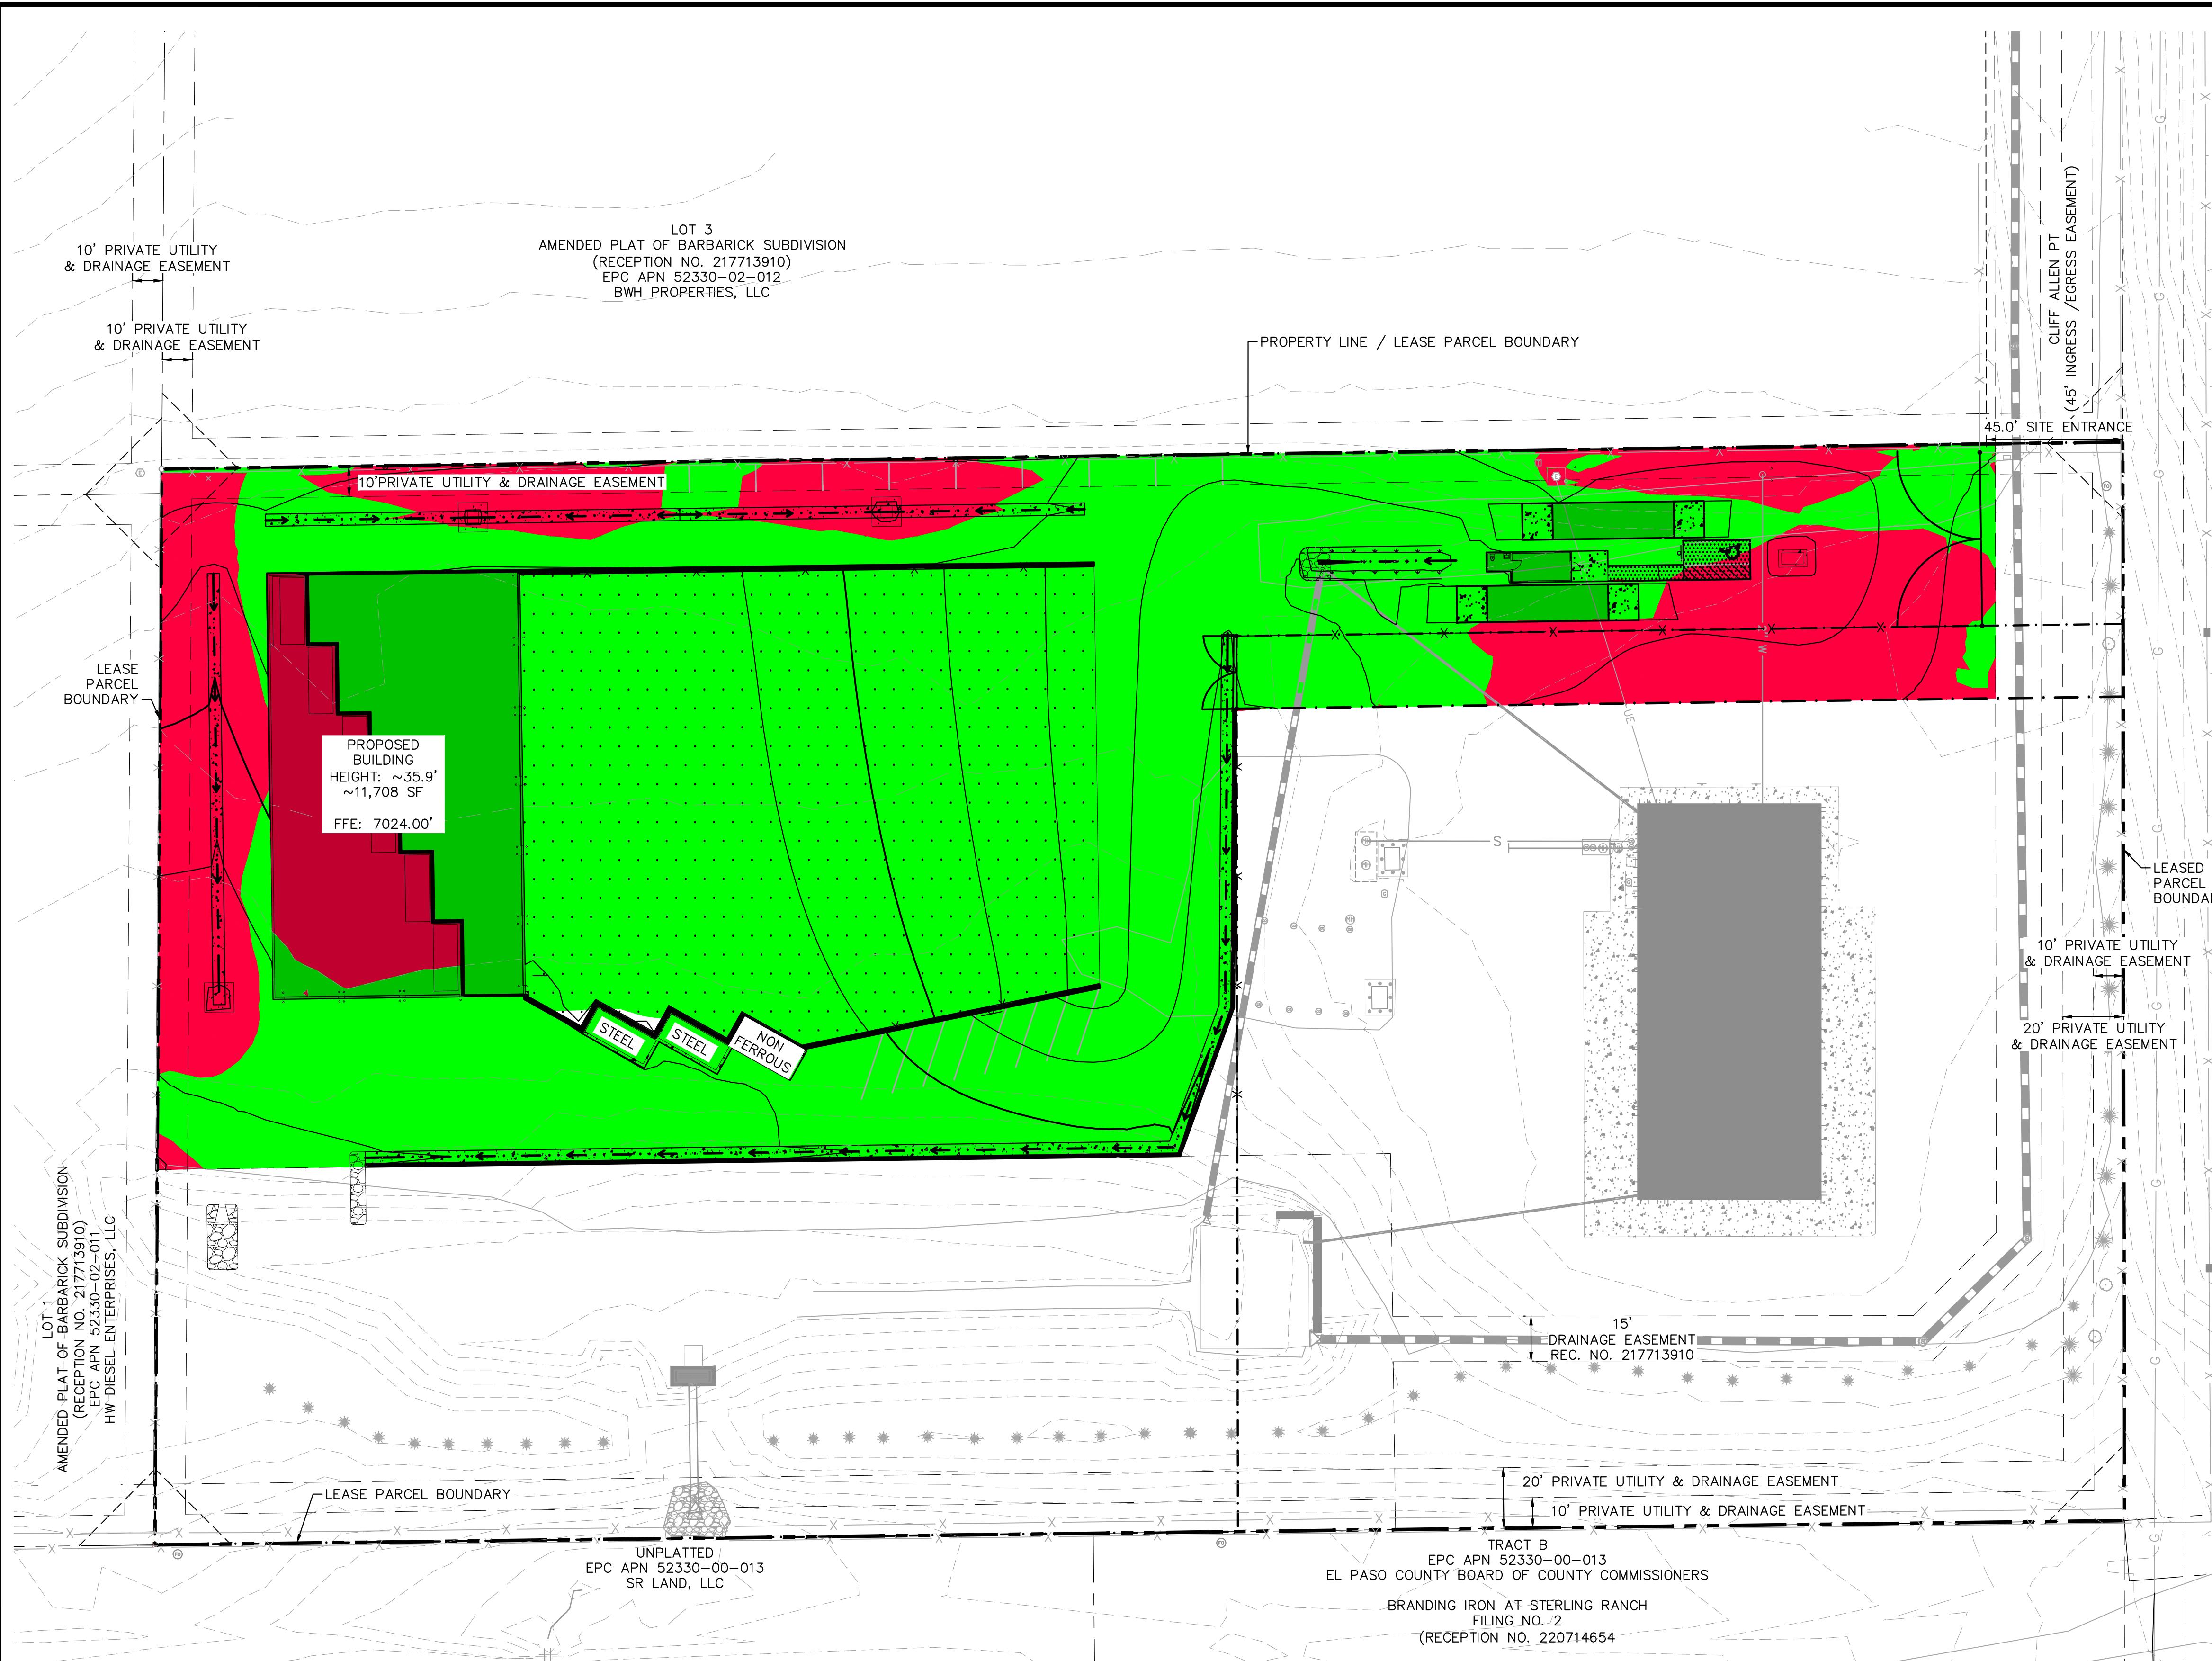 LOT 3
AMENDED PLAT OF BARBARICK SUBDIVISION
(RECEPTION NO. 217713910)
EPC APN 52330-02-012
BWH PROPERTIES, LLC
10' PRIVATE UTILITY
& DRAINAGE EASEMENT
10' PRIVATE UTILITY
& DRAINAGE EASEMENT
PROPERTY LINE / LEASE PARCEL BOUNDARY
CLIFF ALLEN PT
(45' INGRESS /EGRESS EASEMENT)
45.0' SITE ENTRANCE
10'PRIVATE UTILITY & DRAINAGE EASEMENT
LEASE
PARCEL
BOUNDARY
PROPOSED
BUILDING
HEIGHT: ~35.9'
~11,708 SF
FFE: 7024.00'
STEEL
STEEL
NON
FERROUS
UE
W
S
G
LEASED
PARCEL
10' PRIVATE UTILITY
& DRAINAGE EASEMENT
20' PRIVATE UTILITY
& DRAINAGE EASEMENT
LOT 1
AMENDED PLAT OF BARBARICK SUBDIVISION
(RECEPTION NO. 217713910)
EPC APN 52330-02-011
HW DIESEL ENTERPRISES, LLC
15'
DRAINAGE EASEMENT
REC. NO. 217713910
20' PRIVATE UTILITY & DRAINAGE EASEMENT
10' PRIVATE UTILITY & DRAINAGE EASEMENT
LEASE PARCEL BOUNDARY
UNPLATTED
EPC APN 52330-00-013
SR LAND, LLC
TRACT B
EPC APN 52330-00-013
EL PASO COUNTY BOARD OF COUNTY COMMISSIONERS
BRANDING IRON AT STERLING RANCH
FILING NO. 2
(RECEPTION NO. 220714654